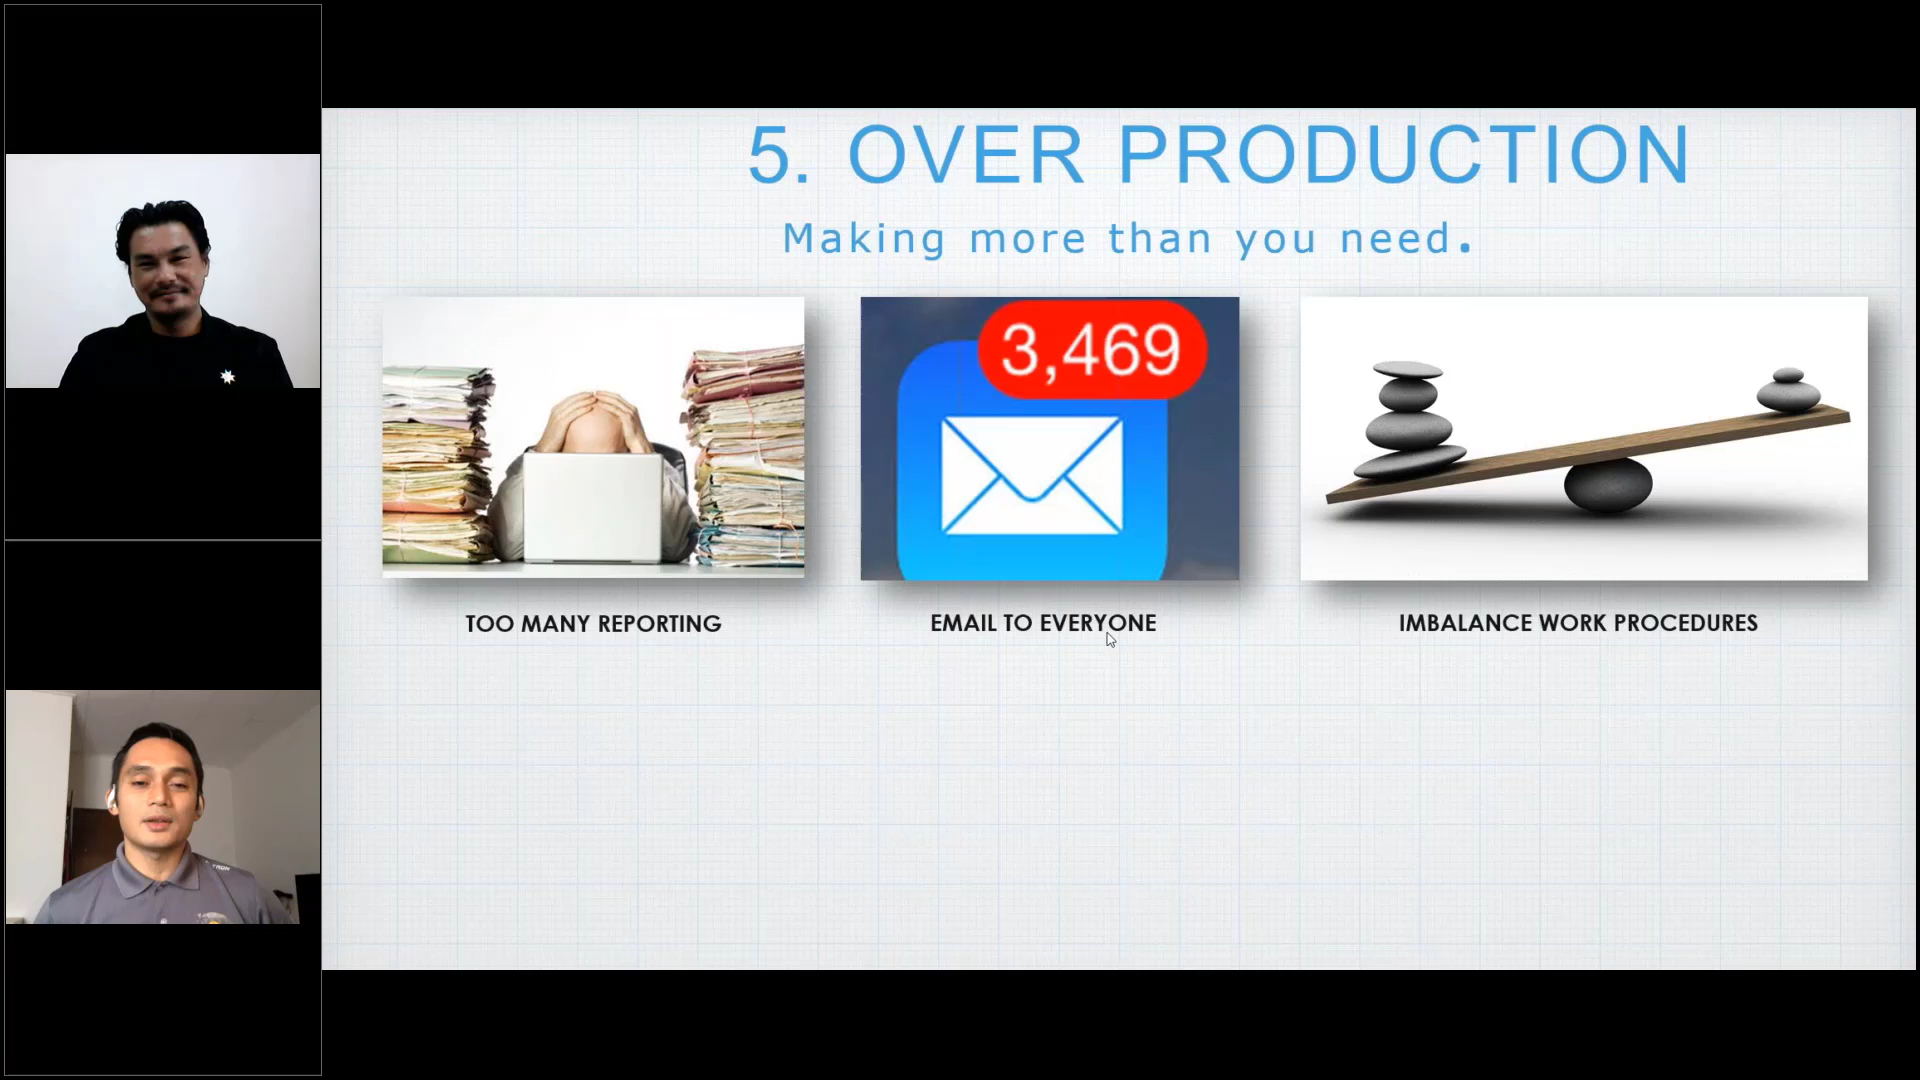 5. OVER PRODUCTION
Making more than you need.
3,469
TOO MANY REPORTING
EMAIL TO EVERYONE
IMBALANCE WORK PROCEDURES